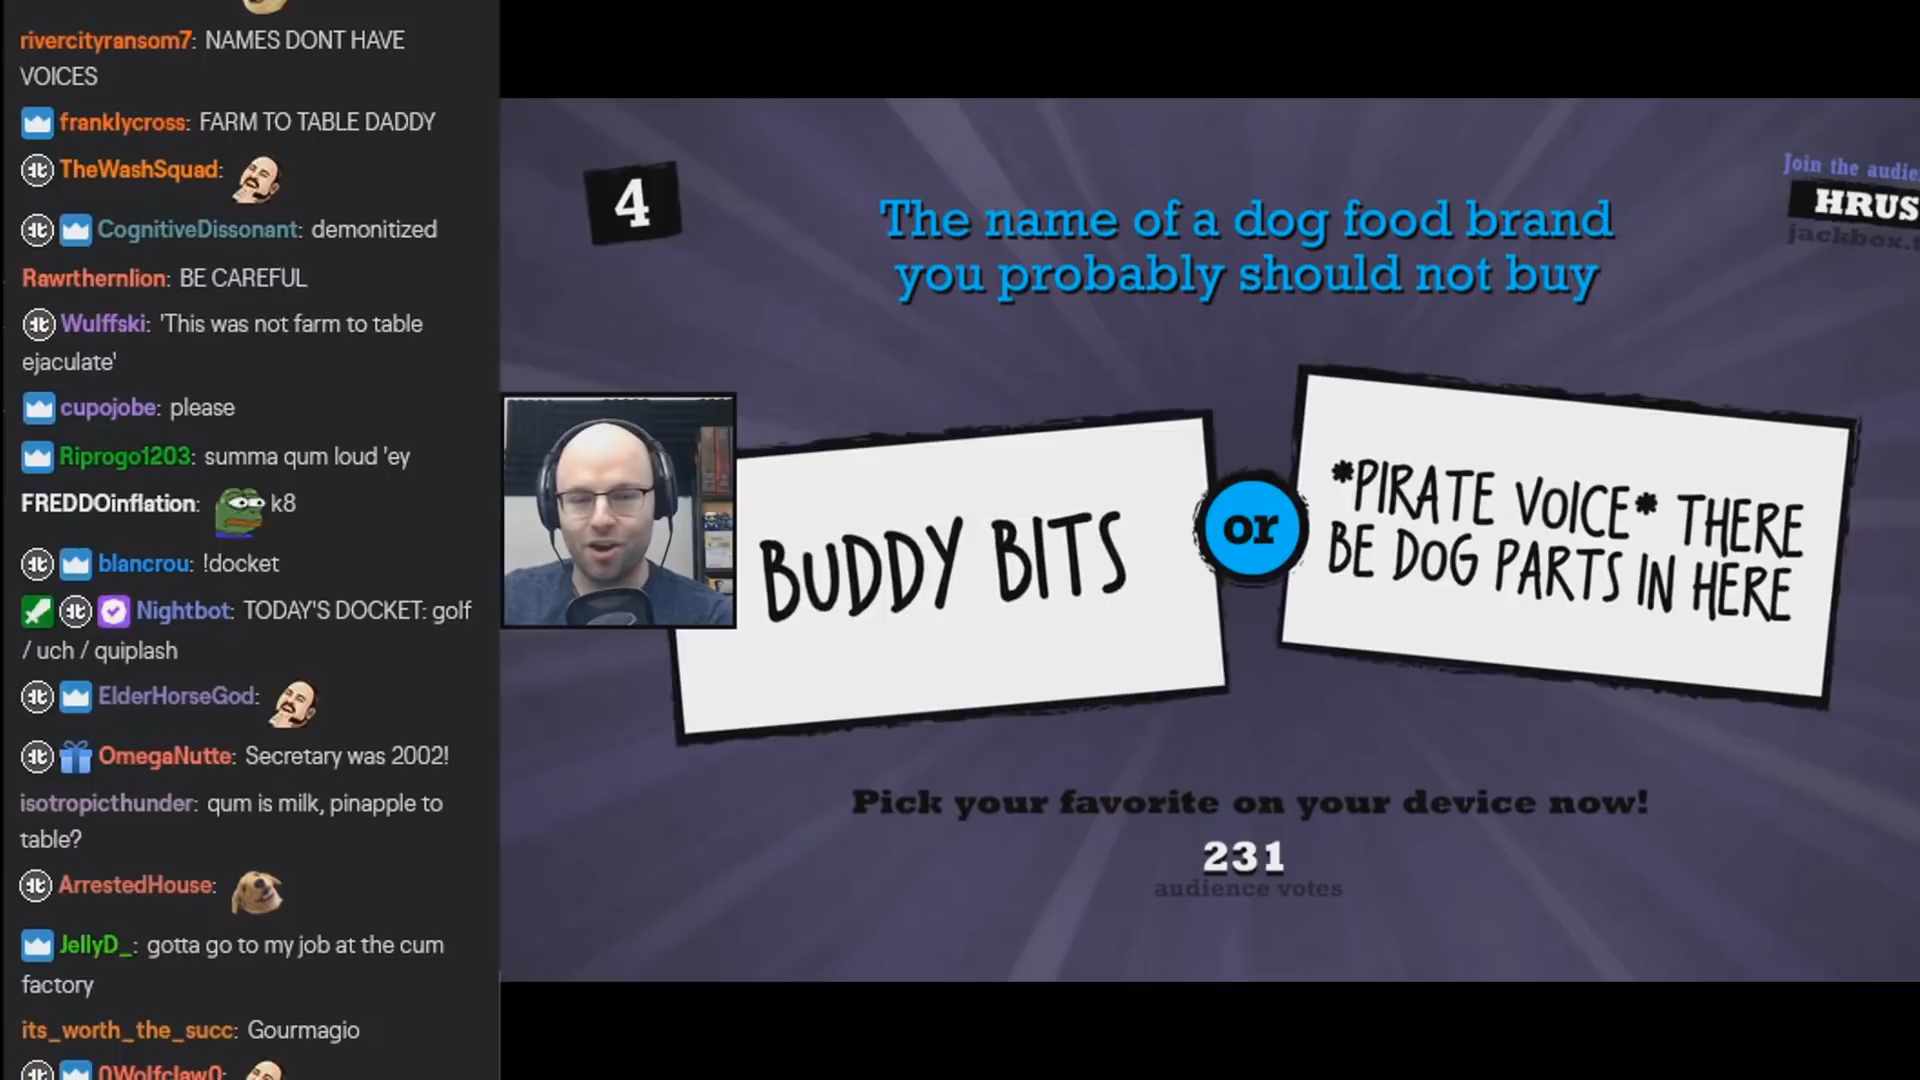 rivercityransom7: NAMES DONT HAVE
VOICES
franklycross: FARM TO TABLE DADDY
TheWashSquad:
CognitiveDissonant: demonitized
Rawrthernlion: BE CAREFUL
Wulffski: 'This was not farm to table
ejaculate'
cupojobe: please
Riprogo1203: summa qum loud 'ey
FREDDOinflation: k8
blancrou: !docket
Nightbot: TODAY'S DOCKET: golf
/ uch / quiplash
ElderHorseGod:
OmegaNutte: Secretary was 2002!
isotropicthunder: qum is milk, pinapple to
table?
ArrestedHouse:
JellyD_: gotta go to my job at the cum
factory
its_worth_the_succ: Gourmagio
0Wolfclaw0:
4
The name of a dog food brand
you probably should not buy
Join the audie
HRUS
jackbox.t
BUDDY BITS
or
*PIRATE VOICE* THERE
BE DOG PARTS IN HERE
Pick your favorite on your device now!
231
audience votes